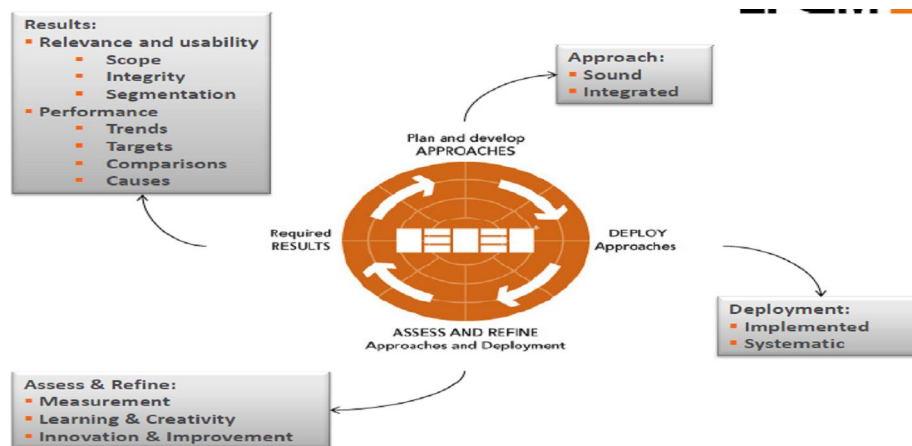 Results:
Relevance and usability
Scope
Integrity
Segmentation
Performance
Trends
Targets
Comparisons
Causes
Approach:
Sound
Integrated
Plan and develop
APPROACHES
Required
RESULTS
DEPLOY
Approaches
ASSESS AND REFINE
Approaches and Deployment
Deployment:
Implemented
Systematic
Assess & Refine:
Measurement
Learning & Creativity
Innovation & Improvement